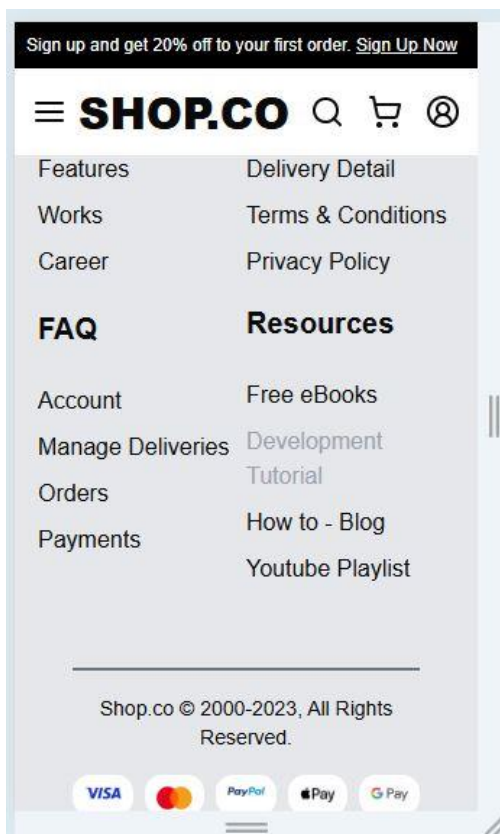 Sign up and get 20% off to your first order. Sign Up Now
SHOP.CO
Features
Works
Career
Delivery Detail
Terms & Conditions
Privacy Policy
FAQ
Account
Manage Deliveries
Orders
Payments
Resources
Free eBooks
Development
Tutorial
How to - Blog
Youtube Playlist
Shop.co © 2000-2023, All Rights
Reserved.
VISA
PayPal
Pay
G Pay